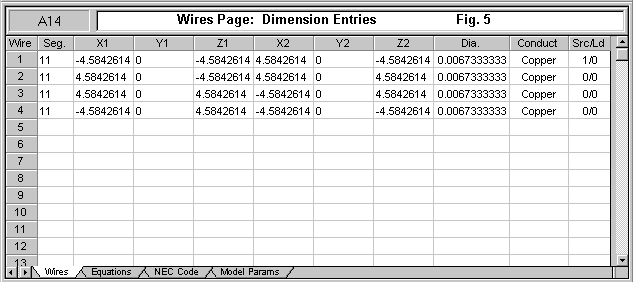 A14 Wires Page: Dimension Entries Fig. 5
Wire Seg. X1 Y1 Z1 X2 Y2 Z2 Dia. Conduct Src/Ld
1 11 -4.5842614 0 -4.5842614 4.5842614 0 -4.5842614 0.0067333333 Copper 1/0
2 11 4.5842614 0 -4.5842614 4.5842614 0 4.5842614 0.0067333333 Copper 0/0
3 11 4.5842614 0 4.5842614 -4.5842614 0 4.5842614 0.0067333333 Copper 0/0
4 11 -4.5842614 0 4.5842614 -4.5842614 0 -4.5842614 0.0067333333 Copper 0/0
5
6
7
8
9
10
11
12
13
Wires Equations NEC Code Model Params